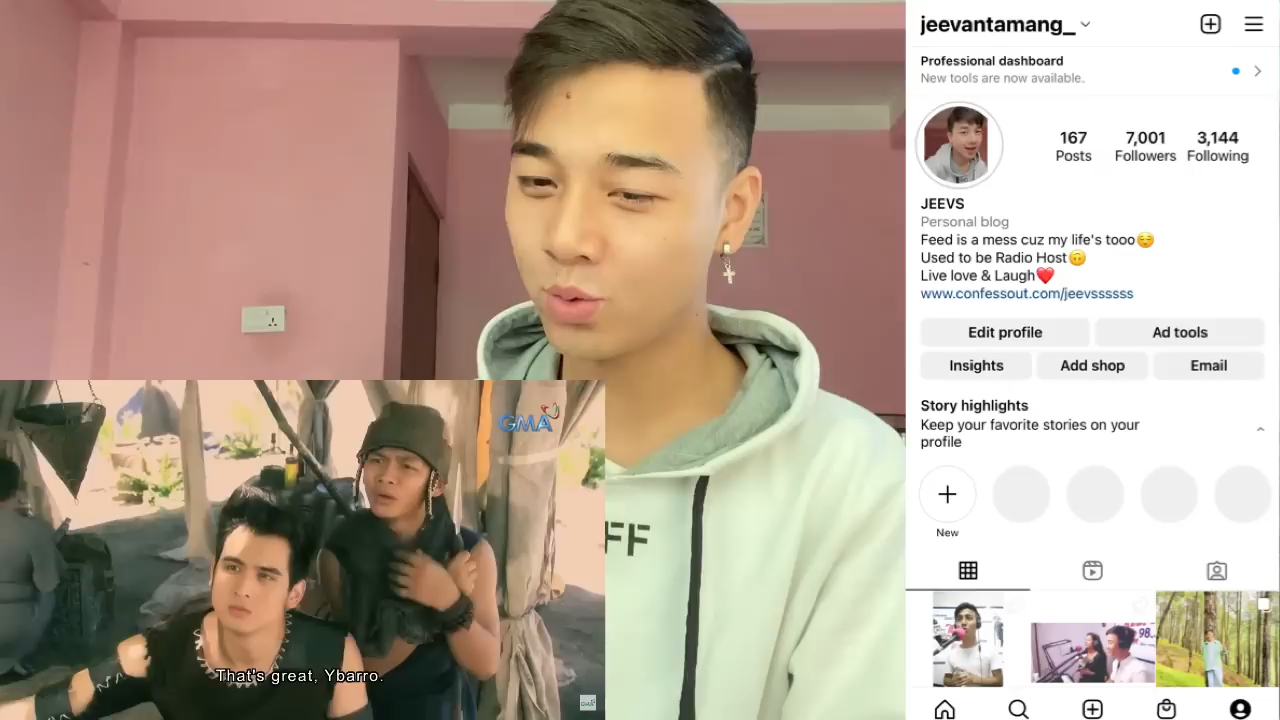 jeevantamang_
Professional dashboard
New tools are now available.
167 7,001 3,144
Posts Followers Following
JEEVS
Personal blog
Feed is a mess cuz my life's tooo😌
Used to be Radio Host🙃
Live love & Laugh❤️
www.confessout.com/jeevssssss
Edit profile Ad tools
Insights Add shop Email
Story highlights
Keep your favorite stories on your
profile
New
GMA
FF
That's great, Ybarro.
98.